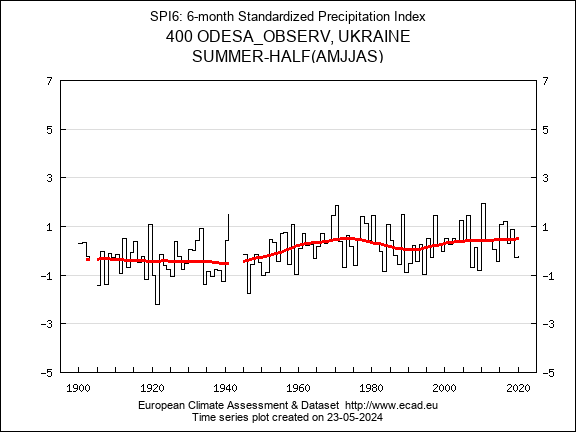 SPI6: 6-month Standardized Precipitation Index
400 ODESA_OBSERV, UKRAINE
SUMMER-HALF(AMJJAS)
7 7
5 5
3 3
1 1
−1 −1
−3 −3
−5 −5
1900 1920 1940 1960 1980 2000 2020
European Climate Assessment & Dataset http://www.ecad.eu
Time series plot created on 23-05-2024